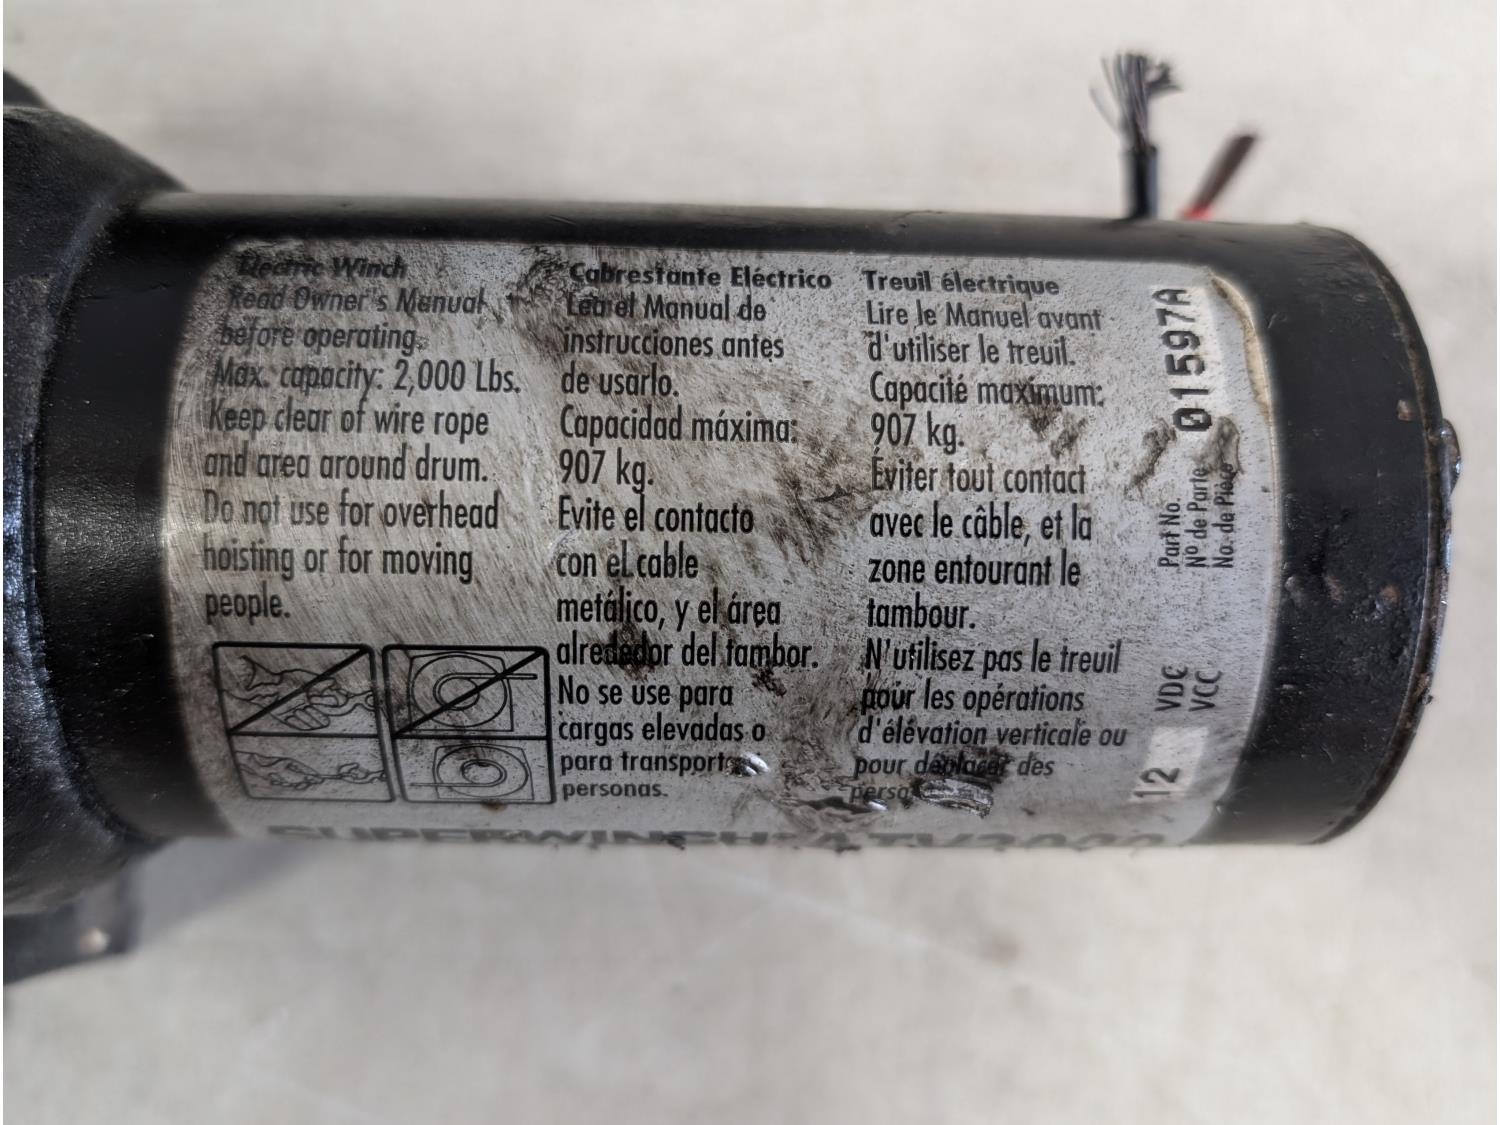 Electric Winch
Read Owner's Manual
before operating.
Max. capacity: 2,000 Lbs.
Keep clear of wire rope
and area around drum.
Do not use for overhead
hoisting or for moving
people.
Cabrestante Eléctrico
Lea el Manual de
instrucciones antes
de usarlo.
Capacidad máxima:
907 kg.
Evite el contacto
con el cable
metálico, y el área
alrededor del tambor.
No se use para
cargas elevadas o
para transportar
personas.
Treuil électrique
Lire le Manuel avant
d'utiliser le treuil.
Capacité maximum:
907 kg.
Éviter tout contact
avec le câble, et la
zone entourant le
tambour.
N'utilisez pas le treuil
pour les opérations
d'élévation verticale ou
pour déplacer des
Part No.
Nº de Parte
No. de Pièce
01597A
12
VDC
VCC
SUPERWINCH ATV2000